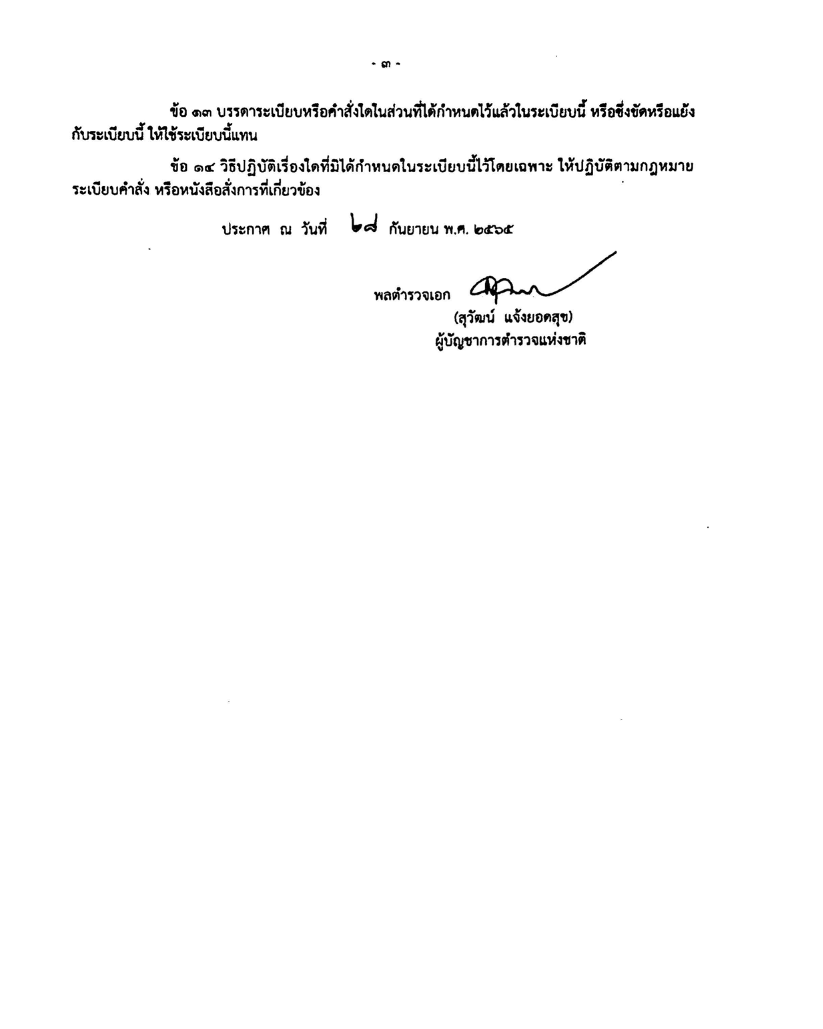 - ๓ -
ข้อ ๑๓ บรรดาระเบียบหรือคำสั่งใดในส่วนที่ได้กำหนดไว้แล้วในระเบียบนี้ หรือซึ่งขัดหรือแย้ง
กับระเบียบนี้ ให้ใช้ระเบียบนี้แทน
ข้อ ๑๔ วิธีปฏิบัติเรื่องใดที่มิได้กำหนดในระเบียบนี้ไว้โดยเฉพาะ ให้ปฏิบัติตามกฎหมาย
ระเบียบคำสั่ง หรือหนังสือสั่งการที่เกี่ยวข้อง
ประกาศ ณ วันที่ ๒๘ กันยายน พ.ศ. ๒๕๖๕
พลตำรวจเอก
(สุวัฒน์ แจ้งยอดสุข)
ผู้บัญชาการตำรวจแห่งชาติ